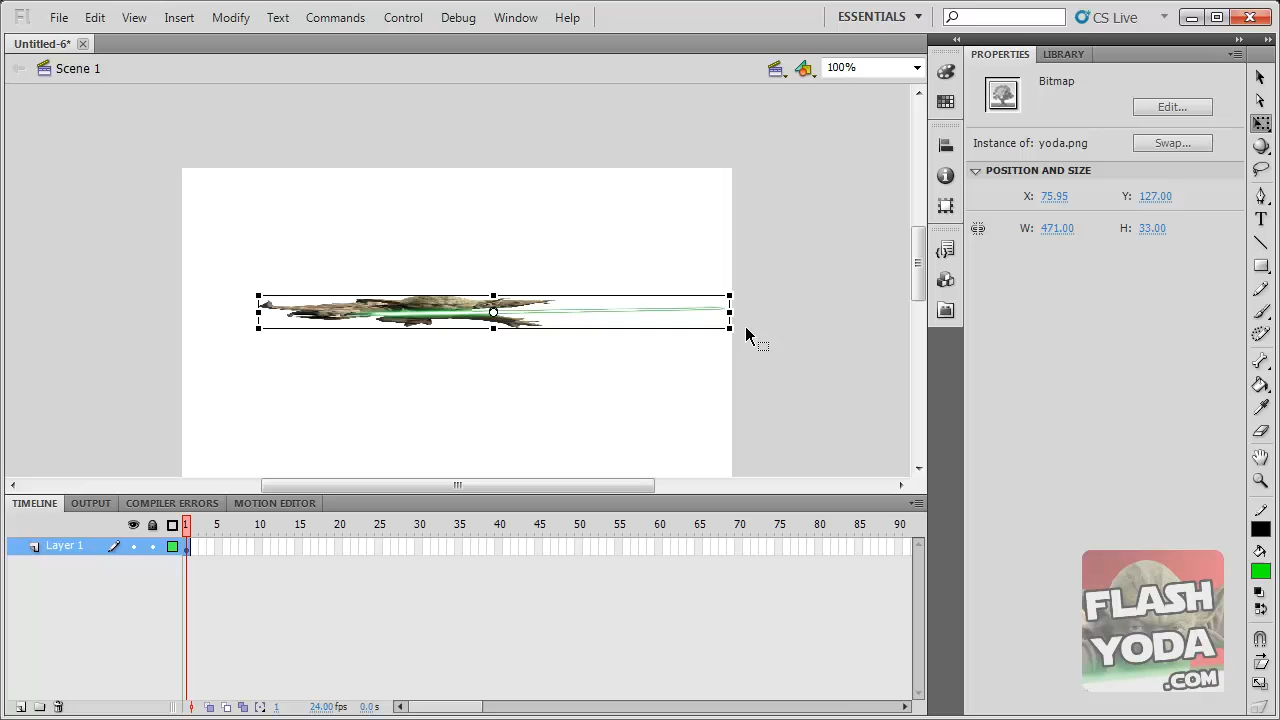 Fl File Edit View Insert Modify Text Commands Control Debug Window Help ESSENTIALS CS Live
Untitled-6*
Scene 1 100%
PROPERTIES LIBRARY
Bitmap
Edit...
Instance of: yoda.png Swap...
POSITION AND SIZE
X: 75.95 Y: 127.00
W: 471.00 H: 33.00
TIMELINE OUTPUT COMPILER ERRORS MOTION EDITOR
1 5 10 15 20 25 30 35 40 45 50 55 60 65 70 75 80 85 90
Layer 1
1 24.00 fps 0.0 s
FLASH
YODA
.COM